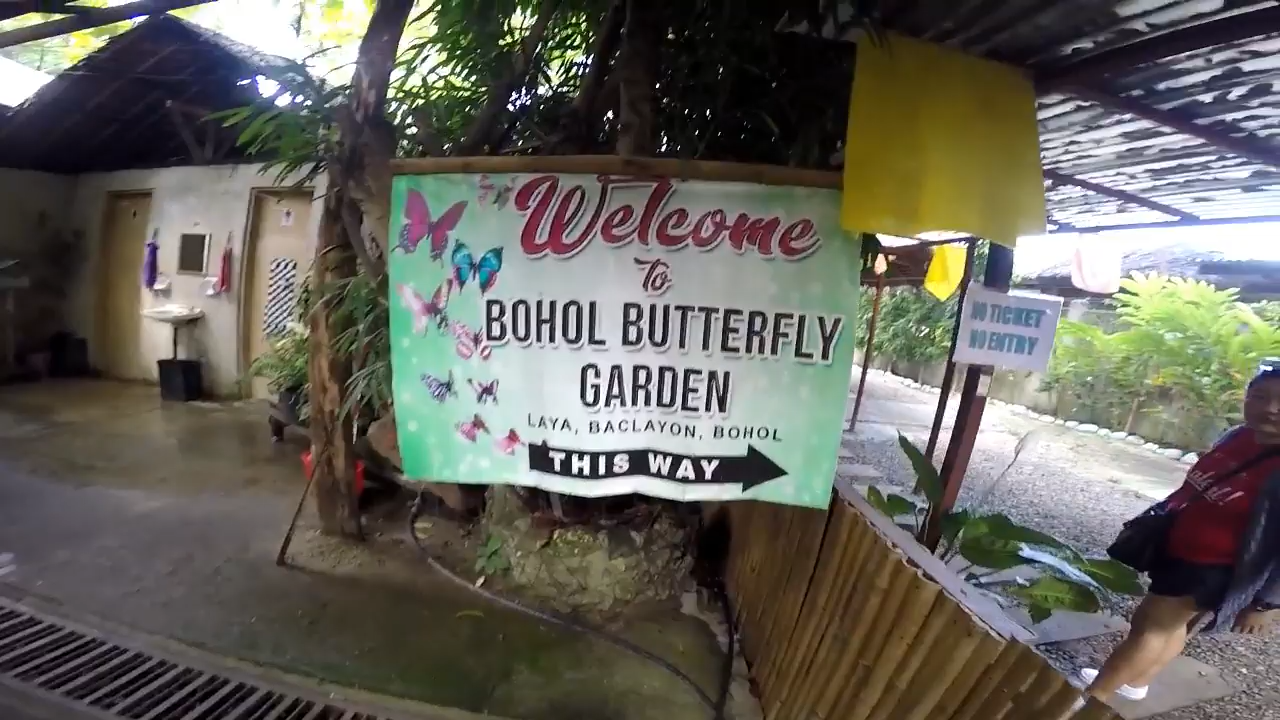 Welcome
To
BOHOL BUTTERFLY
GARDEN
LAYA, BACLAYON, BOHOL
THIS WAY
NO TICKET
NO ENTRY